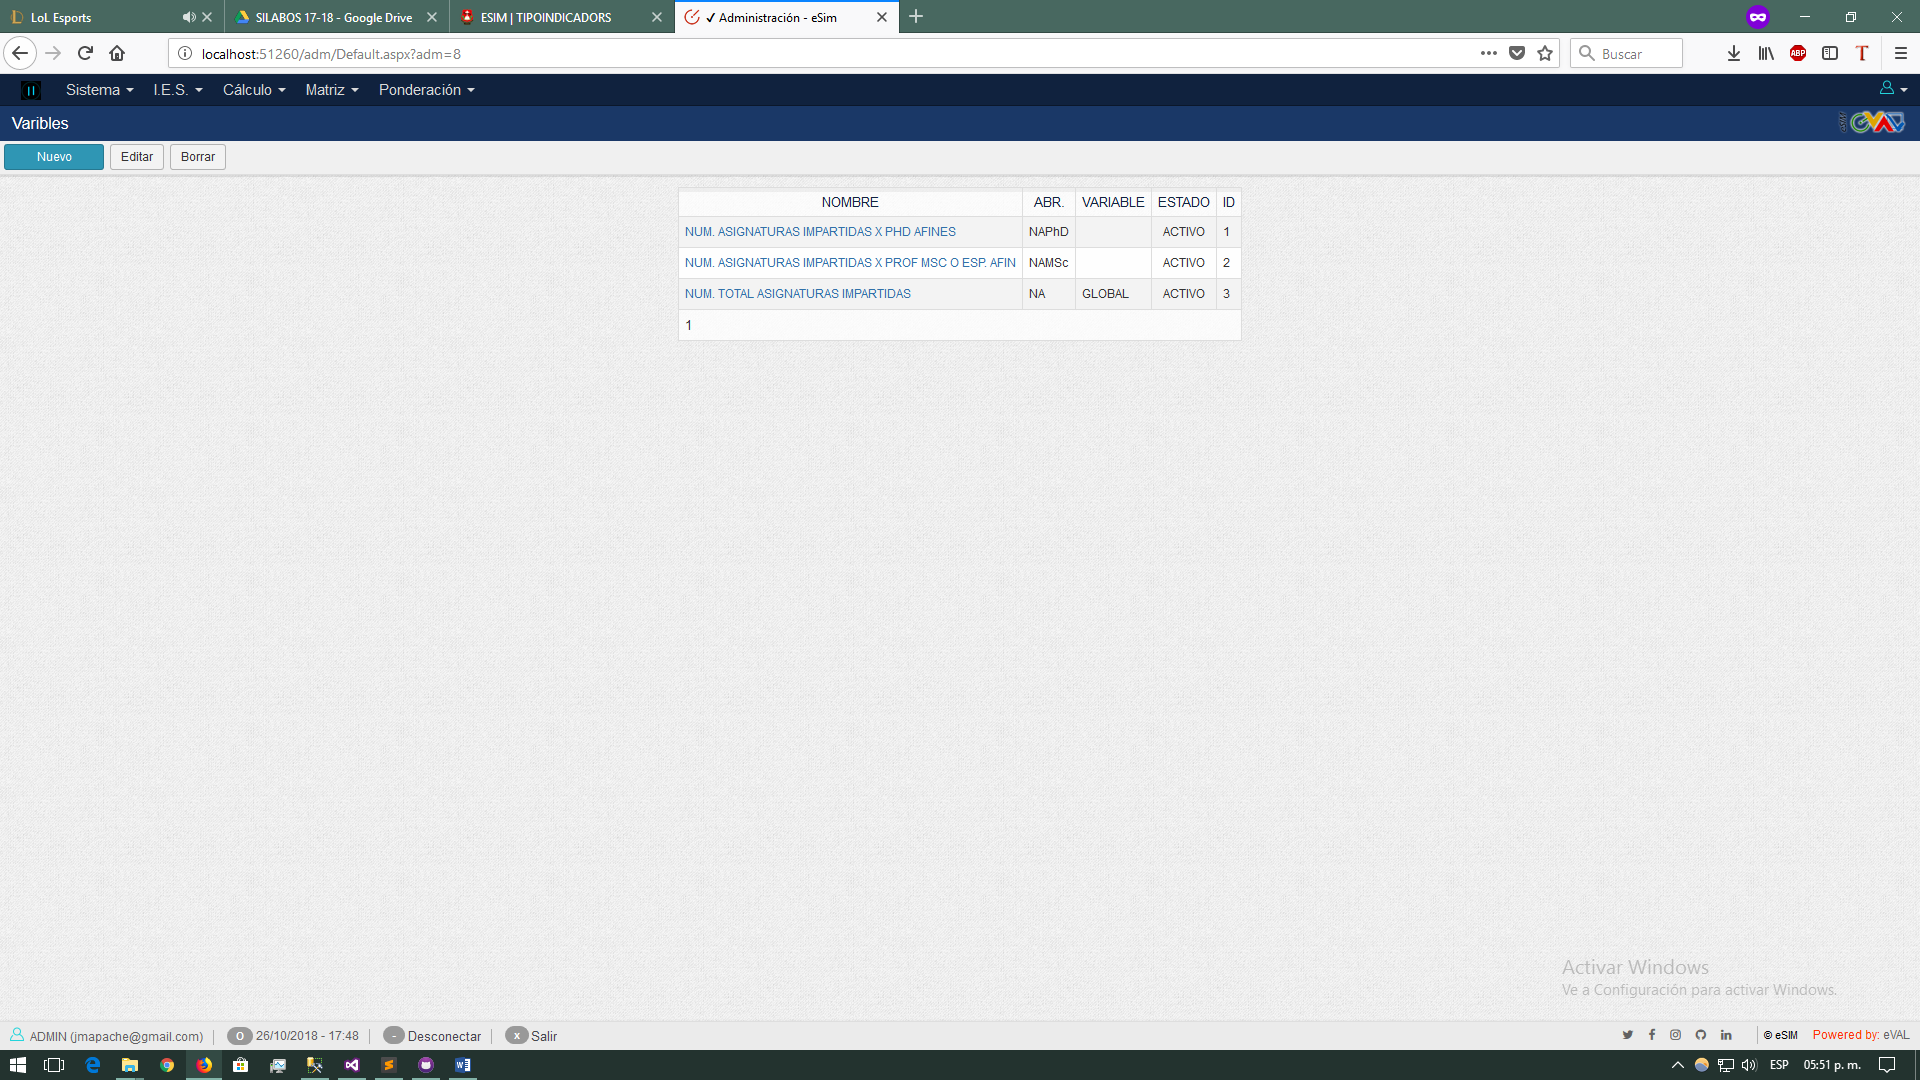 LoL Esports
SILABOS 17-18 - Google Drive
ESIM | TIPOINDICADORS
✓ Administración - eSim
localhost:51260/adm/Default.aspx?adm=8
Buscar
ABP
T
Sistema
I.E.S.
Cálculo
Matriz
Ponderación
Varibles
Nuevo
Editar
Borrar
NOMBRE ABR. VARIABLE ESTADO ID
NUM. ASIGNATURAS IMPARTIDAS X PHD AFINES NAPhD ACTIVO 1
NUM. ASIGNATURAS IMPARTIDAS X PROF MSC O ESP. AFIN NAMSc ACTIVO 2
NUM. TOTAL ASIGNATURAS IMPARTIDAS NA GLOBAL ACTIVO 3
1
Activar Windows
Ve a Configuración para activar Windows.
ADMIN (jmapache@gmail.com)
O 26/10/2018 - 17:48
- Desconectar
x Salir
© eSIM
Powered by: eVAL
ESP
05:51 p. m.